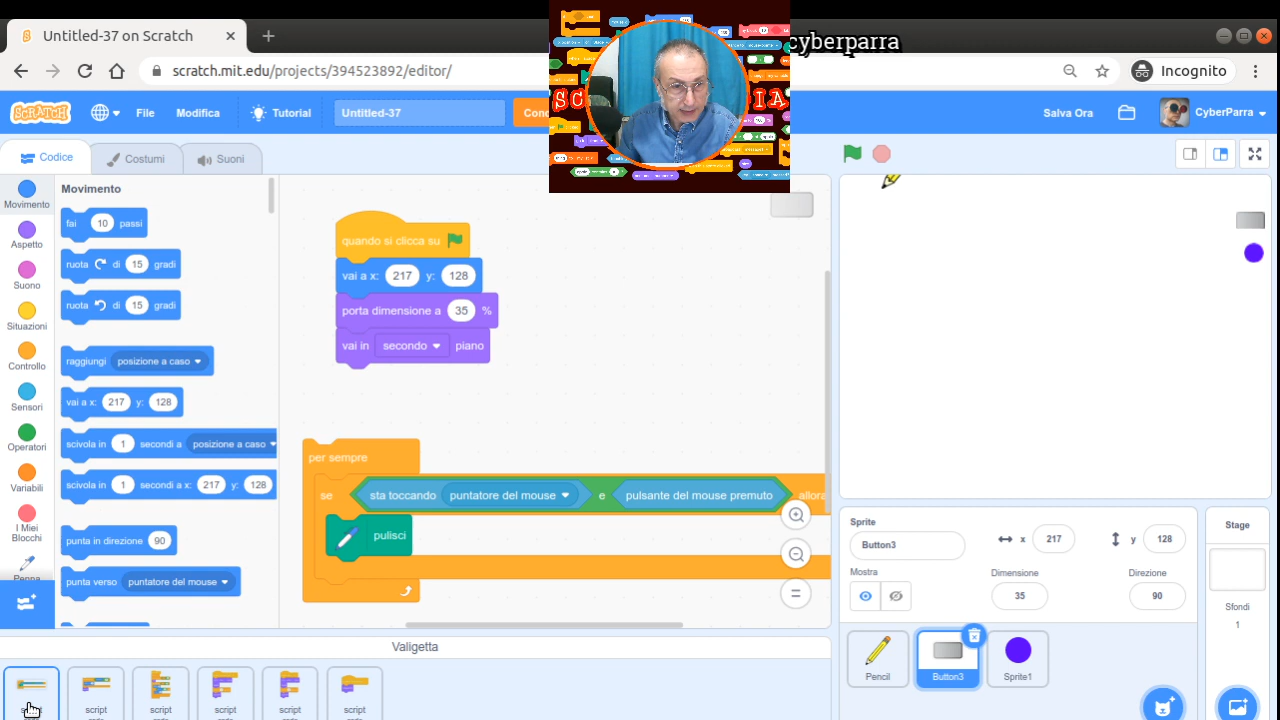 Untitled-37 on Scratch
scratch.mit.edu/projects/394523892/editor/
cyberparra
Incognito
SCRATCH
File
Modifica
Tutorial
Untitled-37
Salva Ora
CyberParra
Codice
Costumi
Suoni
SC
IA
Movimento
Aspetto
Suono
Situazioni
Controllo
Sensori
Operatori
Variabili
I Miei
Blocchi
Penna
Movimento
fai 10 passi
ruota di 15 gradi
ruota di 15 gradi
raggiungi posizione a caso
vai a x: 217 y: 128
scivola in 1 secondi a posizione a caso
scivola in 1 secondi a x: 217 y: 128
punta in direzione 90
punta verso puntatore del mouse
quando si clicca su
vai a x: 217 y: 128
porta dimensione a 35 %
vai in secondo piano
per sempre
se sta toccando puntatore del mouse e pulsante del mouse premuto allora
pulisci
Sprite
Button3
x 217
y 128
Mostra
Dimensione
Direzione
35
90
Pencil
Button3
Sprite1
Stage
Sfondi
1
Valigetta
script
script
script
script
script
script